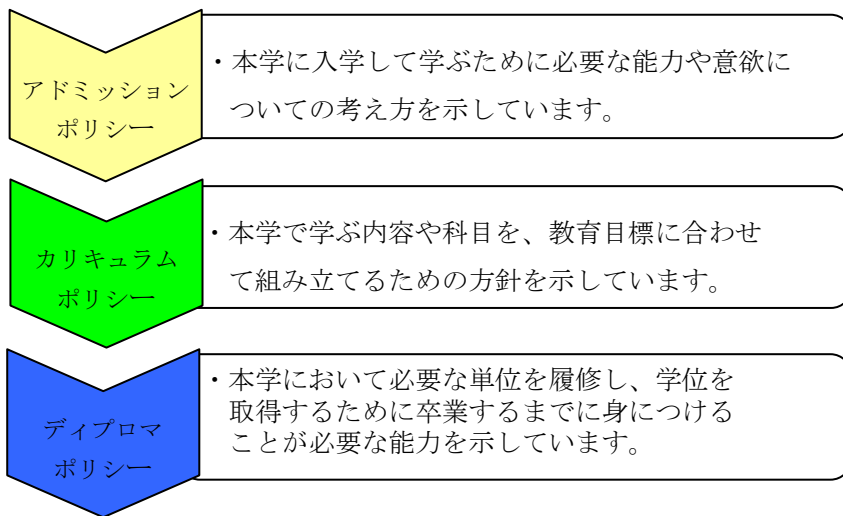 アドミッション
ポリシー
・本学に入学して学ぶために必要な能力や意欲に
ついての考え方を示しています。
カリキュラム
ポリシー
・本学で学ぶ内容や科目を、教育目標に合わせ
て組み立てるための方針を示しています。
ディプロマ
ポリシー
・本学において必要な単位を履修し、学位を
取得するために卒業するまでに身につける
ことが必要な能力を示しています。